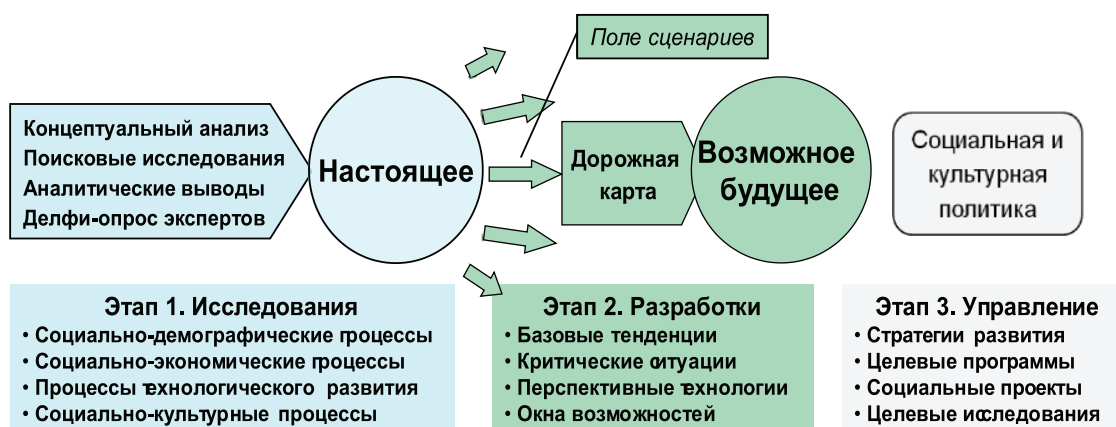 Поле сценариев
Концептуальный анализ
Поисковые исследования
Аналитические выводы
Делфи-опрос экспертов
Настоящее
Дорожная
карта
Возможное
будущее
Социальная и
культурная
политика
Этап 1. Исследования
• Социально-демографические процессы
• Социально-экономические процессы
• Процессы технологического развития
• Социально-культурные процессы
Этап 2. Разработки
• Базовые тенденции
• Критические ситуации
• Перспективные технологии
• Окна возможностей
Этап 3. Управление
• Стратегии развития
• Целевые программы
• Социальные проекты
• Целевые исследования